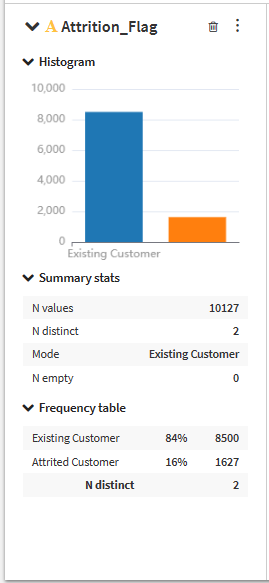 A Attrition_Flag
Histogram
10,000
8,000
6,000
4,000
2,000
0
Existing Customer
Summary stats
N values 10127
N distinct 2
Mode Existing Customer
N empty 0
Frequency table
Existing Customer 84% 8500
Attrited Customer 16% 1627
N distinct 2